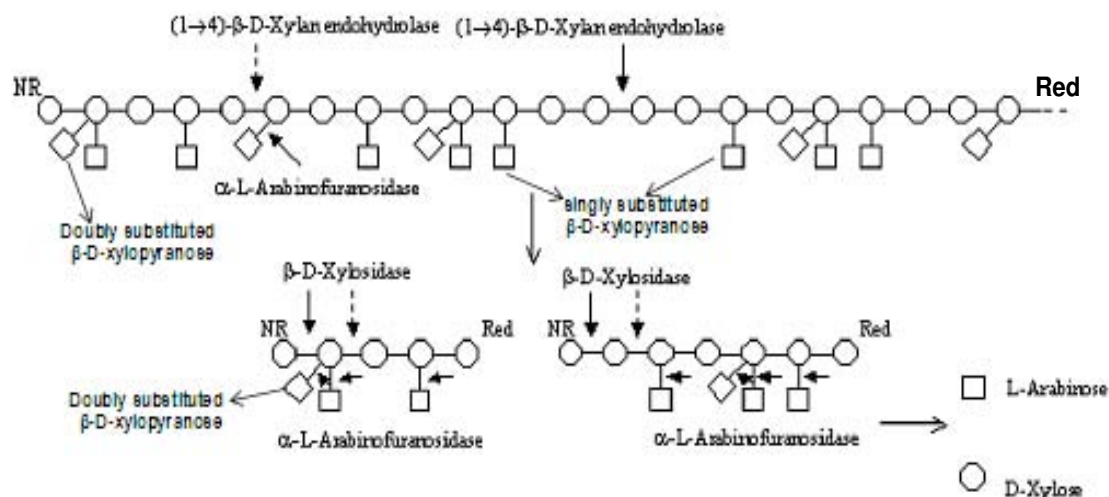 (1→4)-β-D-Xylan endohydrolase
(1→4)-β-D-Xylan endohydrolase
NR
Red
α-L-Arabinofuranosidase
Doubly substituted
β-D-xylopyranose
singly substituted
β-D-xylopyranose
β-D-Xylosidase
β-D-Xylosidase
NR
Red
NR
Red
Doubly substituted
β-D-xylopyranose
α-L-Arabinofuranosidase
α-L-Arabinofuranosidase
L-Arabinose
D-Xylose